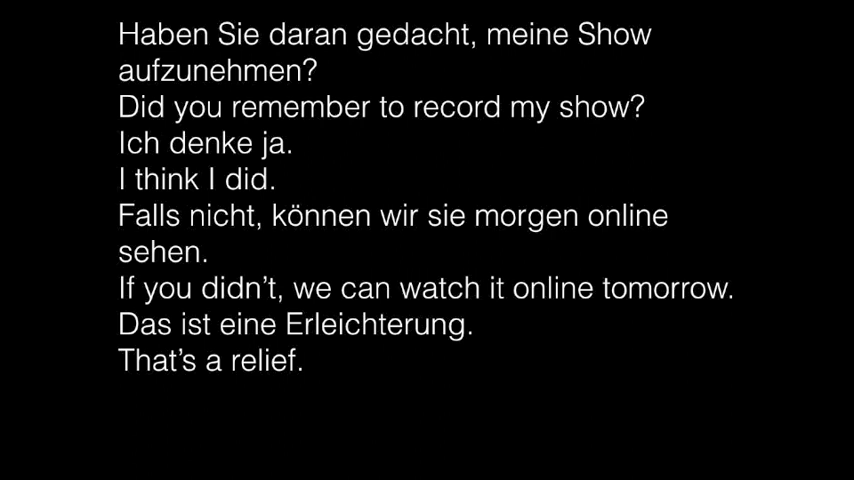 Haben Sie daran gedacht, meine Show
aufzunehmen?
Did you remember to record my show?
Ich denke ja.
I think I did.
Falls nicht, können wir sie morgen online
sehen.
If you didn’t, we can watch it online tomorrow.
Das ist eine Erleichterung.
That’s a relief.